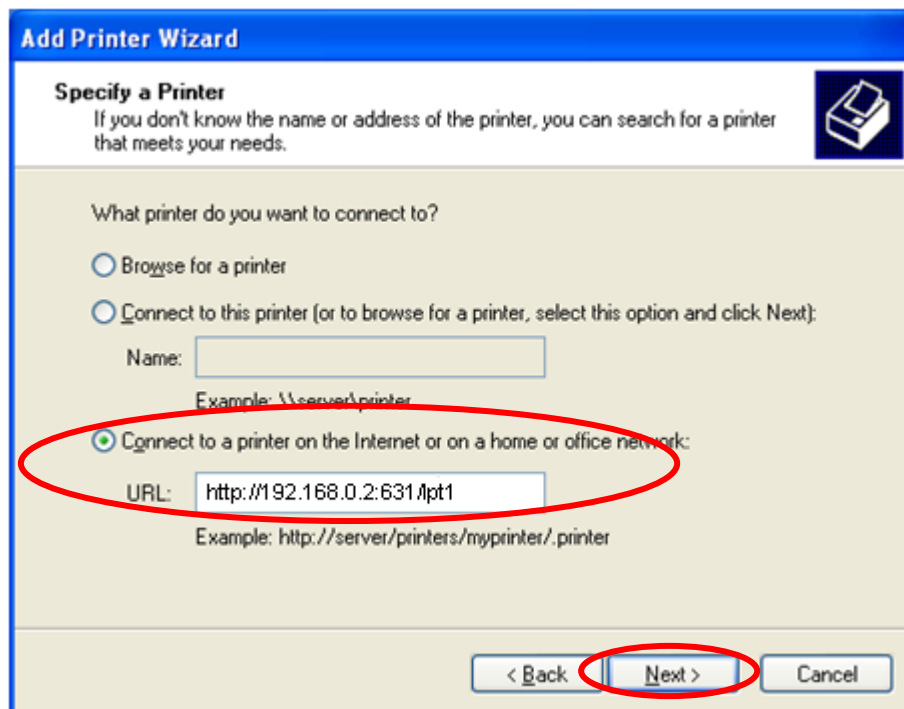 Add Printer Wizard
Specify a Printer
If you don't know the name or address of the printer, you can search for a printer
that meets your needs.
What printer do you want to connect to?
Browse for a printer
Connect to this printer (or to browse for a printer, select this option and click Next):
Name:
Example: \\server\printer
Connect to a printer on the Internet or on a home or office network:
URL: http://192.168.0.2:631/lpt1
Example: http://server/printers/myprinter/.printer
< Back Next > Cancel